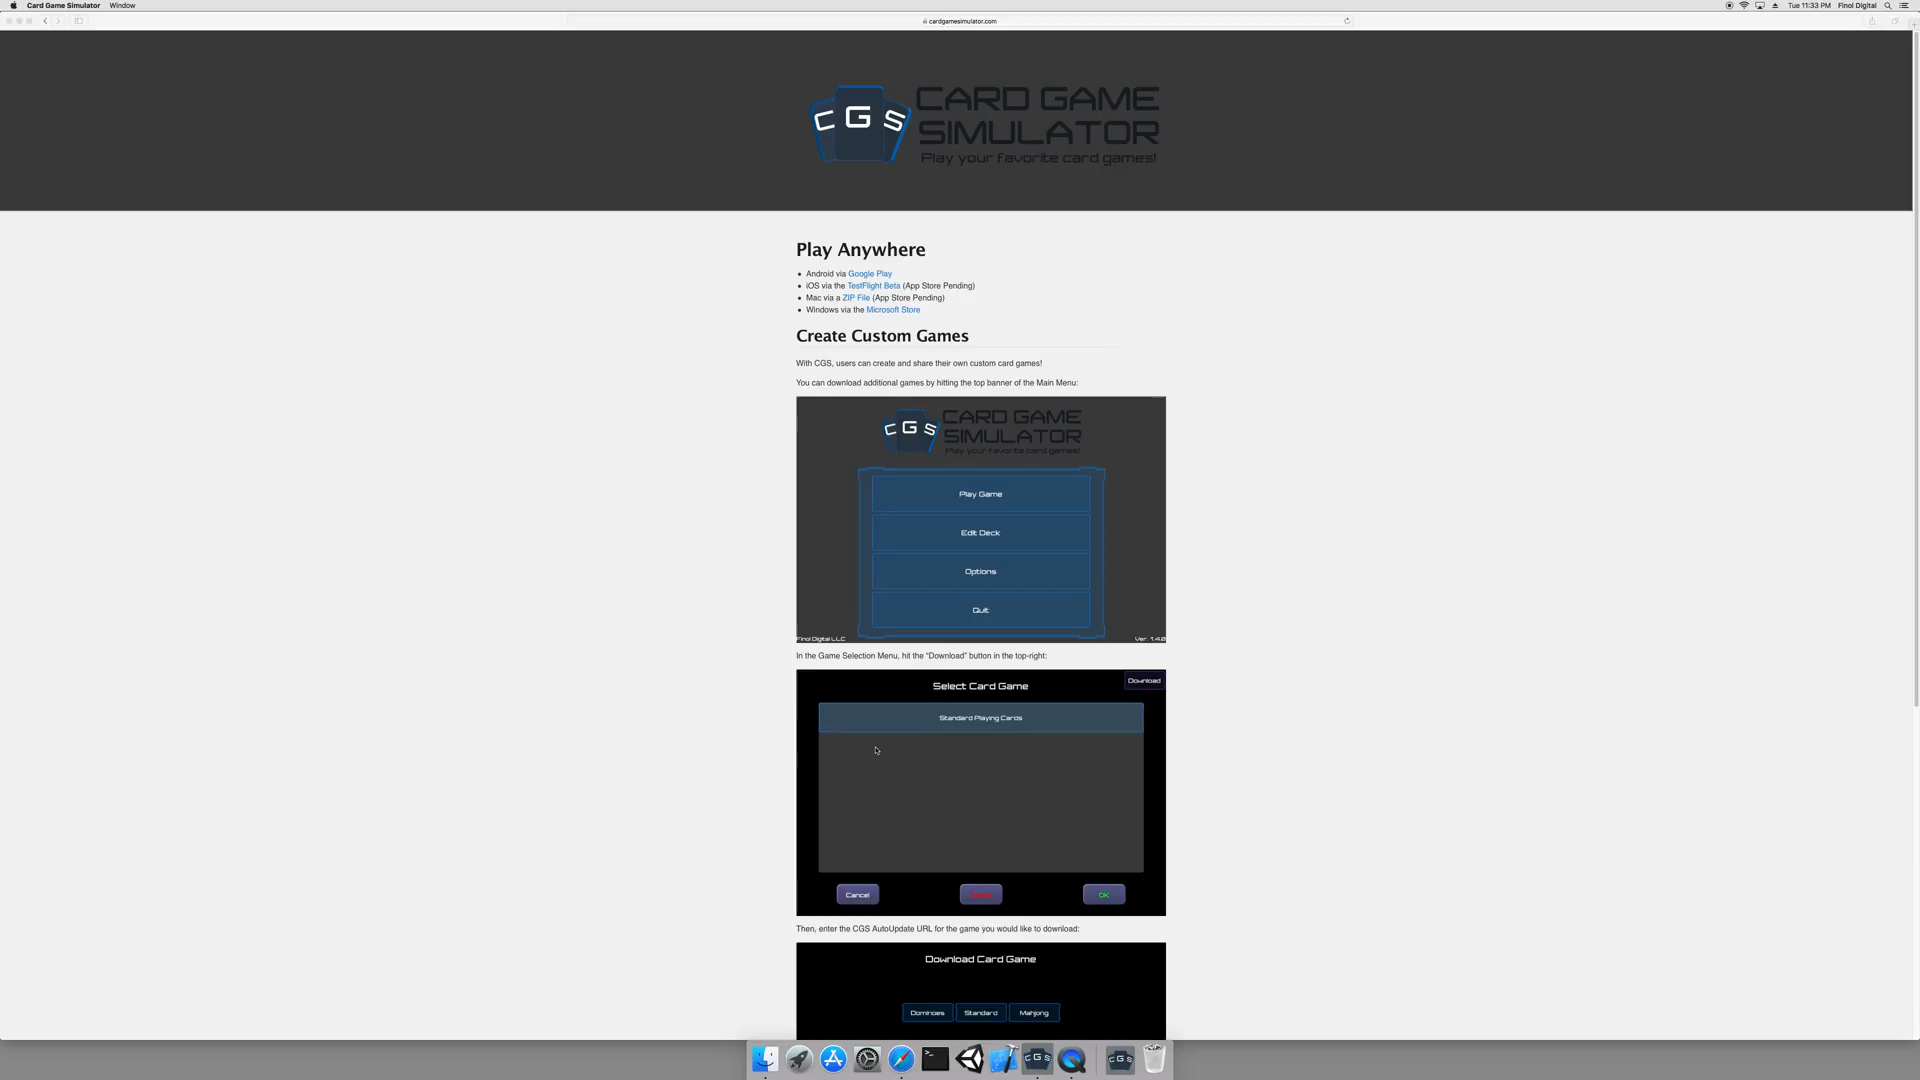 Card Game Simulator Window
Tue 11:33 PM Finol Digital
cardgamesimulator.com
CGS
CARD GAME
SIMULATOR
Play your favorite card games!
Play Anywhere
Android via Google Play
iOS via the TestFlight Beta (App Store Pending)
Mac via a ZIP File (App Store Pending)
Windows via the Microsoft Store
Create Custom Games
With CGS, users can create and share their own custom card games!
You can download additional games by hitting the top banner of the Main Menu:
CGS
CARD GAME
SIMULATOR
Play your favorite card games!
Play Game
Edit Deck
Options
Quit
Finol Digital LLC
Ver. 1.4.0
In the Game Selection Menu, hit the “Download” button in the top-right:
Select Card Game
Download
Standard Playing Cards
Cancel
OK
Then, enter the CGS AutoUpdate URL for the game you would like to download:
Download Card Game
Dominoes Standard Mahjong
CGS
CGS